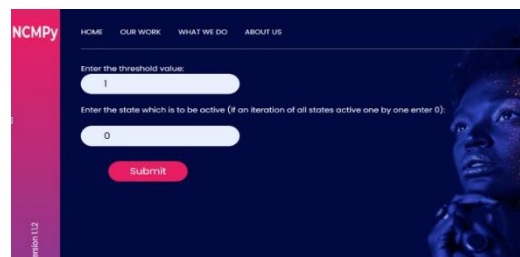 NCMPy
HOME OUR WORK WHAT WE DO ABOUT US
Enter the threshold value:
1
Enter the state which is to be active (If an iteration of all states active one by one enter 0):
0
Submit
ersion 1.1.2